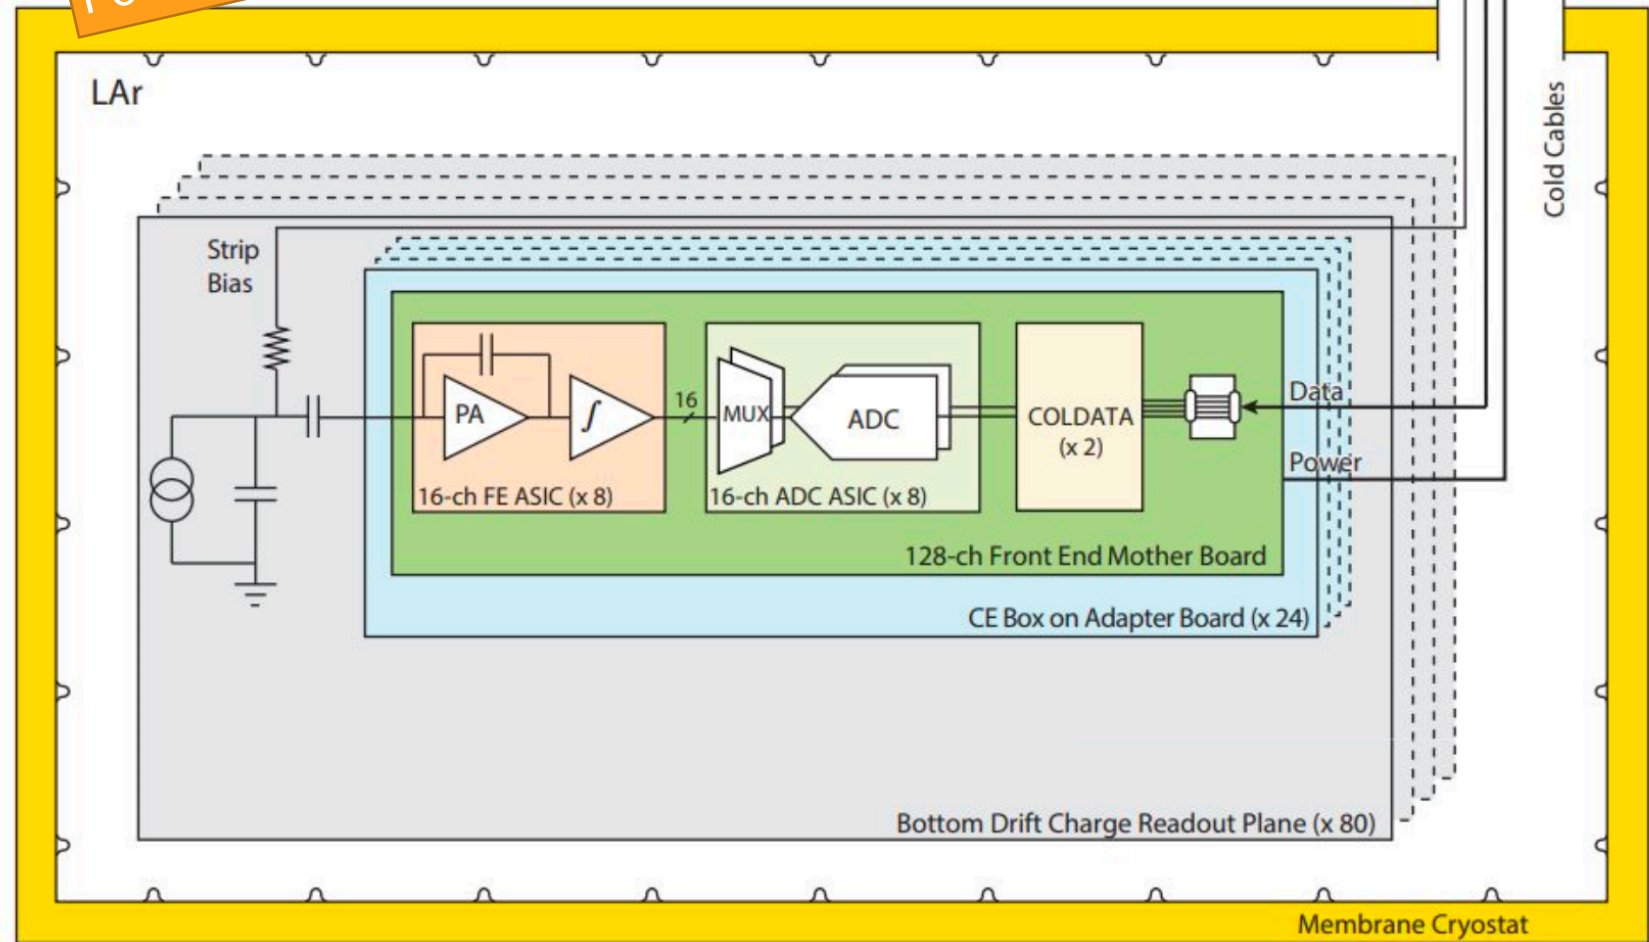 LAr
Cold Cables
Strip
Bias
PA
∫
16
MUX
ADC
COLDATA
(x 2)
Data
Power
16-ch FE ASIC (x 8)
16-ch ADC ASIC (x 8)
128-ch Front End Mother Board
CE Box on Adapter Board (x 24)
Bottom Drift Charge Readout Plane (x 80)
Membrane Cryostat